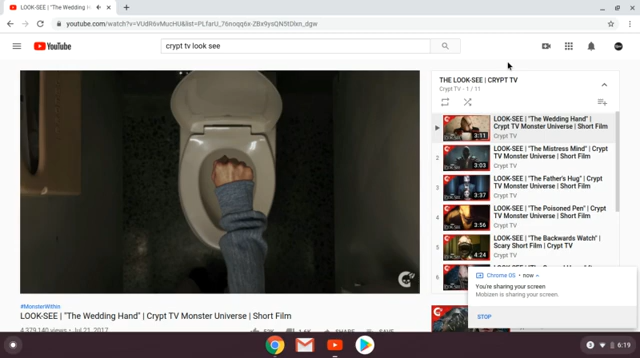 LOOK-SEE | "The Wedding H
youtube.com/watch?v=VUdR6vMucHU&list=PLfarU_76noqq6x-ZBx9ysQN5tDlxn_dgw
YouTube
crypt tv look see
THE LOOK-SEE | CRYPT TV
Crypt TV - 1 / 11
LOOK-SEE | "The Wedding Hand" |
Crypt TV Monster Universe | Short Film
Crypt TV
3:11
2
LOOK-SEE | "The Mistress Mind" | Crypt
TV Monster Universe | Short Film
Crypt TV
3:03
3
LOOK-SEE | "The Father's Hug" | Crypt
TV Monster Universe | Short Film
Crypt TV
3:37
4
LOOK-SEE | "The Poisoned Pen" | Crypt
TV Monster Universe | Short Film
Crypt TV
3:56
5
LOOK-SEE | "The Backwards Watch" |
Scary Short Film | Crypt TV
Crypt TV
4:24
6
Chrome OS • now
You're sharing your screen
Mobizen is sharing your screen.
STOP
#MonsterWithin
LOOK-SEE | "The Wedding Hand" | Crypt TV Monster Universe | Short Film
4,379,140 views • Jul 21, 2017
SHARE
SAVE
3
6:19